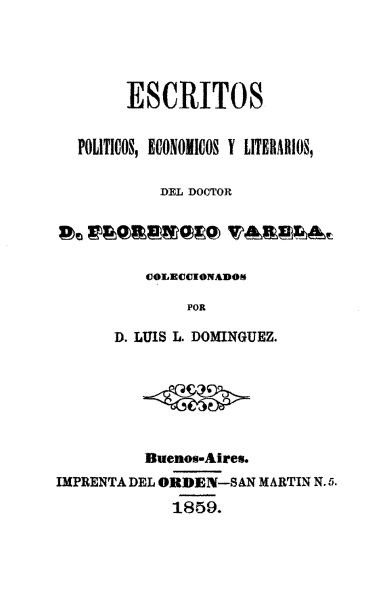 ESCRITOS
POLITICOS, ECONOMICOS Y LITERARIOS,
DEL DOCTOR
D. FLORENCIO VARELA.
COLECCIONADOS
POR
D. LUIS L. DOMINGUEZ.
Buenos-Aires.
IMPRENTA DEL ORDEN—SAN MARTIN N. 5.
1859.